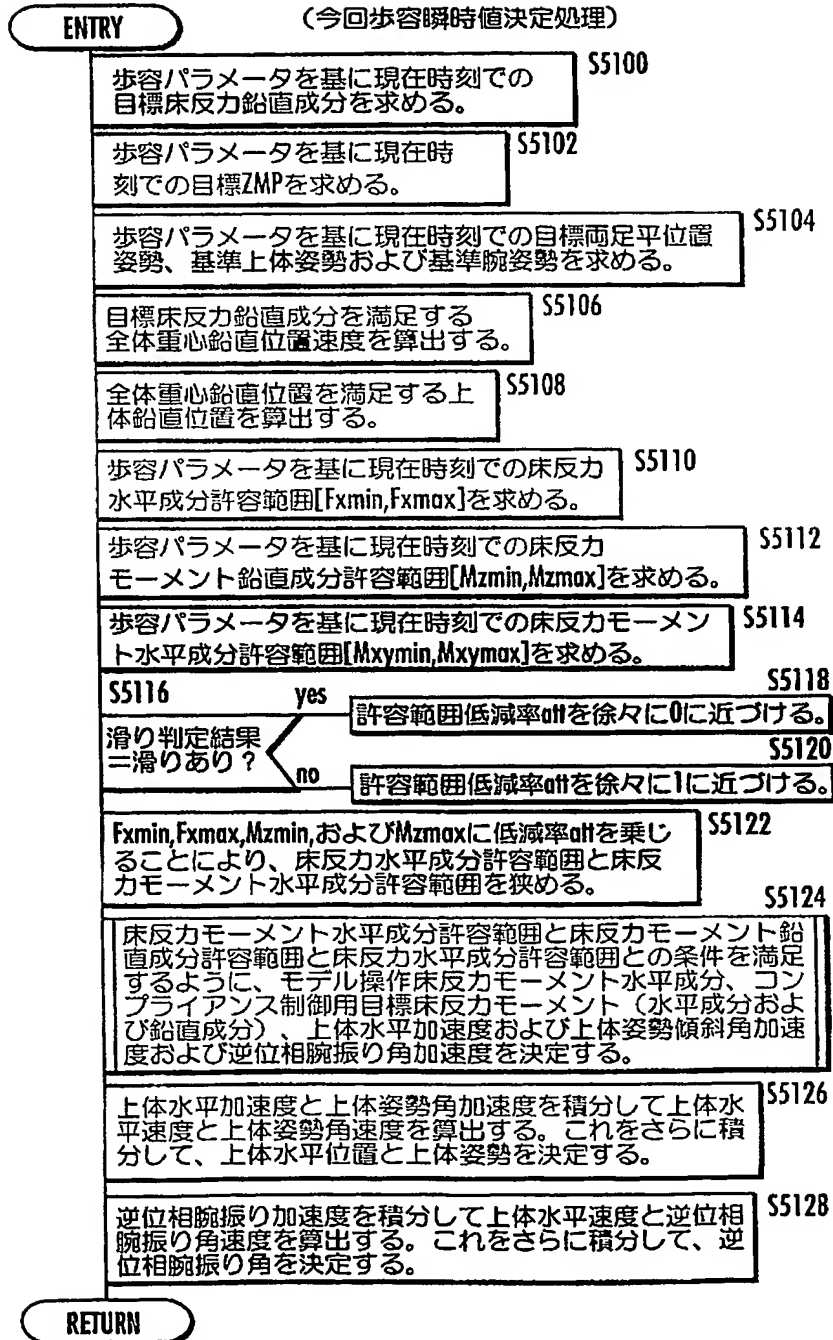 ENTRY
(今回歩容瞬時値決定処理)
S5100
歩容パラメータを基に現在時刻での
目標床反力鉛直成分を求める。
S5102
歩容パラメータを基に現在時
刻での目標ZMPを求める。
S5104
歩容パラメータを基に現在時刻での目標両足平位置
姿勢、基準上体姿勢および基準腕姿勢を求める。
S5106
目標床反力鉛直成分を満足する
全体重心鉛直位置速度を算出する。
S5108
全体重心鉛直位置を満足する上
体鉛直位置を算出する。
S5110
歩容パラメータを基に現在時刻での床反力
水平成分許容範囲[Fxmin,Fxmax]を求める。
S5112
歩容パラメータを基に現在時刻での床反力
モーメント鉛直成分許容範囲[Mzmin,Mzmax]を求める。
S5114
歩容パラメータを基に現在時刻での床反力モーメン
ト水平成分許容範囲[Mxymin,Mxymax]を求める。
S5116
yes
S5118
許容範囲低減率attを徐々に0に近づける。
滑り判定結果
=滑りあり?
S5120
no
許容範囲低減率attを徐々に1に近づける。
S5122
Fxmin,Fxmax,Mzmin,およびMzmaxに低減率attを乗じ
ることにより、床反力水平成分許容範囲と床反
力モーメント水平成分許容範囲を狭める。
S5124
床反力モーメント水平成分許容範囲と床反力モーメント鉛
直成分許容範囲と床反力水平成分許容範囲との条件を満足
するように、モデル操作床反力モーメント水平成分、コン
プライアンス制御用目標床反力モーメント(水平成分およ
び鉛直成分)、上体水平加速度および上体姿勢傾斜角加速
度および逆位相腕振り角加速度を決定する。
S5126
上体水平加速度と上体姿勢角加速度を積分して上体水
平速度と上体姿勢角速度を算出する。これをさらに積
分して、上体水平位置と上体姿勢を決定する。
S5128
逆位相腕振り加速度を積分して上体水平速度と逆位相
腕振り角速度を算出する。これをさらに積分して、逆
位相腕振り角を決定する。
RETURN